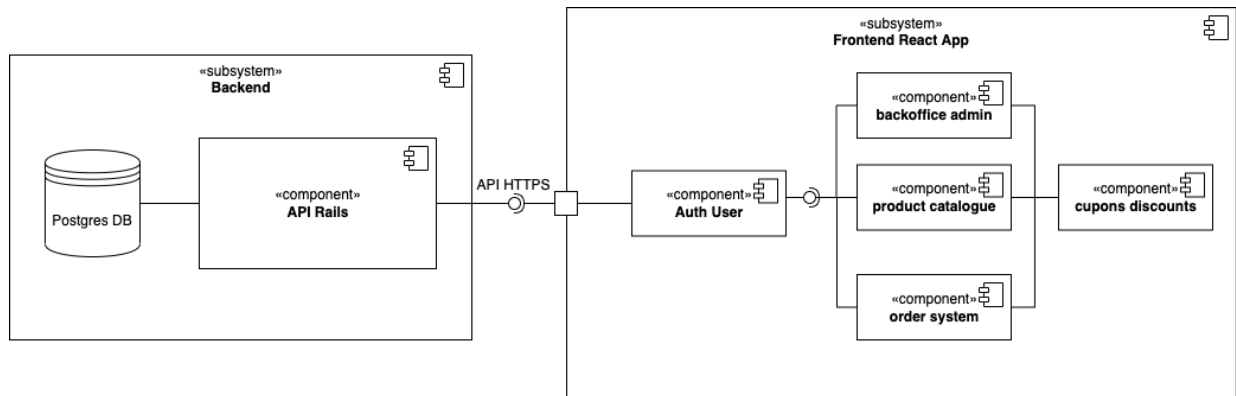 «subsystem»
Backend
Postgres DB
«component»
API Rails
API HTTPS
«subsystem»
Frontend React App
«component»
Auth User
«component»
backoffice admin
«component»
product catalogue
«component»
order system
«component»
cupons discounts